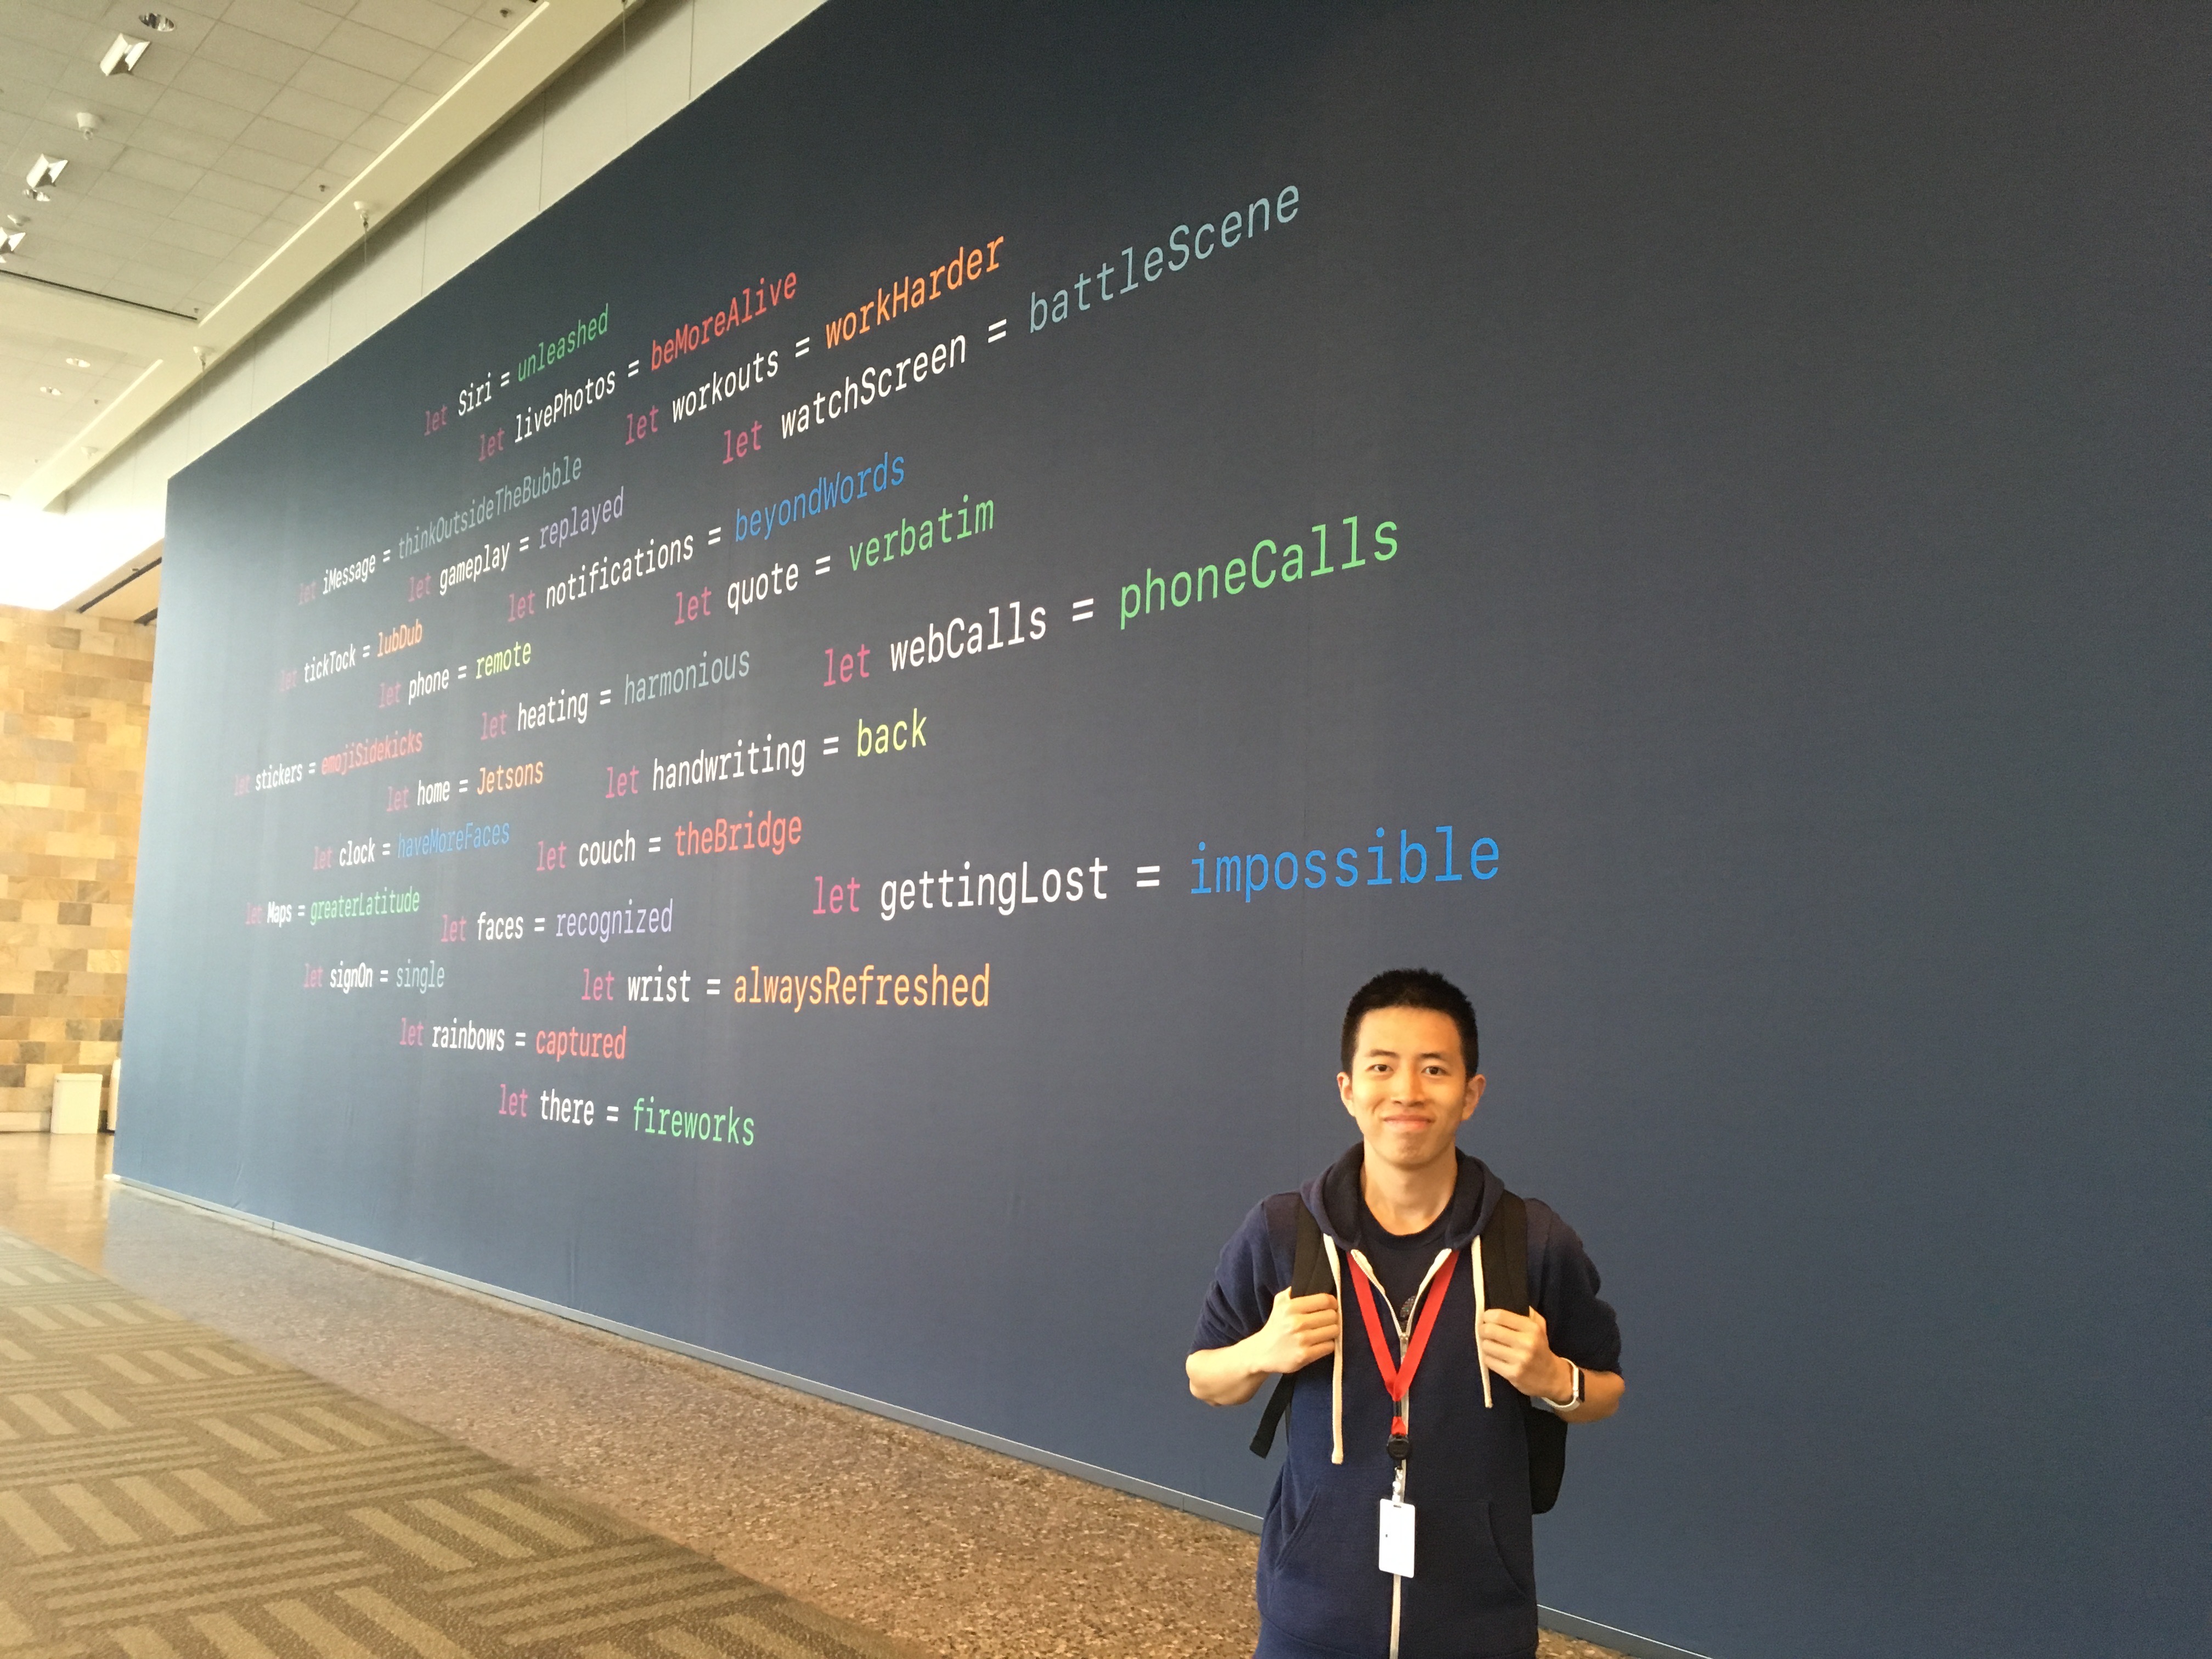 let Siri = unleashed
let livePhotos = beMoreAlive
let workouts = workHarder
let watchScreen = battleScene
let iMessage = thinkOutsideTheBubble
let gameplay = replayed
let notifications = beyondWords
let quote = verbatim
let webCalls = phoneCalls
let tickTock = lubDub
let phone = remote
let heating = harmonious
let handwriting = back
let stickers = emojiSidekicks
let home = Jetsons
let clock = haveMoreFaces
let couch = theBridge
let gettingLost = impossible
let Maps = greaterLatitude
let faces = recognized
let signOn = single
let wrist = alwaysRefreshed
let rainbows = captured
let there = fireworks